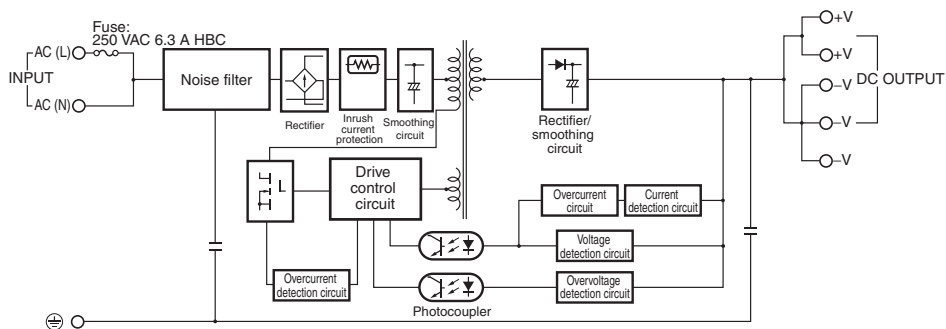 Fuse:
250 VAC 6.3 A HBC
AC (L)
INPUT
AC (N)
Noise filter
Rectifier
Inrush
current
protection
Smoothing
circuit
Rectifier/
smoothing
circuit
+V
+V
DC OUTPUT
−V
−V
−V
Drive
control
circuit
Overcurrent
circuit
Current
detection circuit
Voltage
detection circuit
Overcurrent
detection circuit
Overvoltage
detection circuit
Photocoupler